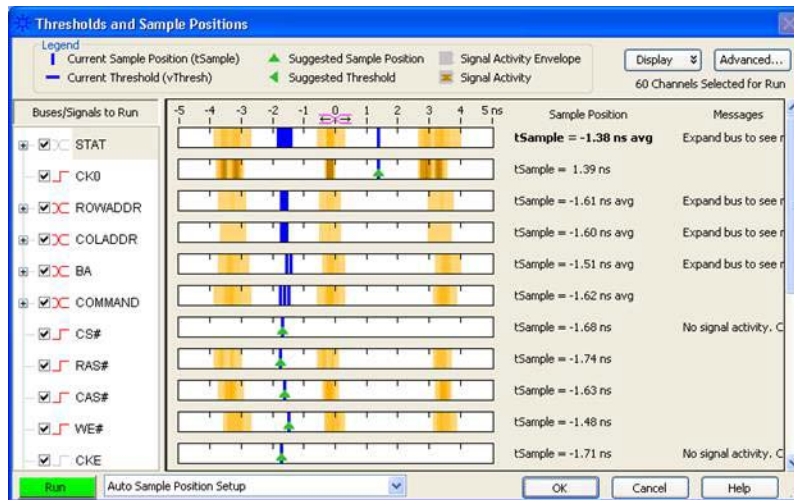 Thresholds and Sample Positions
Legend
Current Sample Position (tSample)
Suggested Sample Position
Signal Activity Envelope
Current Threshold (vThresh)
Suggested Threshold
Signal Activity
Display
Advanced...
60 Channels Selected for Run
Buses/Signals to Run
-5 -4 -3 -2 -1 0 1 2 3 4 5 ns
Sample Position
Messages
STAT
tSample = -1.38 ns avg
Expand bus to see
CK0
tSample = 1.39 ns
ROWADDR
tSample = -1.61 ns avg
Expand bus to see
COLADDR
tSample = -1.60 ns avg
Expand bus to see
BA
tSample = -1.51 ns avg
Expand bus to see
COMMAND
tSample = -1.62 ns avg
CS#
tSample = -1.68 ns
No signal activity. C
RAS#
tSample = -1.74 ns
CAS#
tSample = -1.63 ns
WE#
tSample = -1.48 ns
CKE
tSample = -1.71 ns
No signal activity. C
Run
Auto Sample Position Setup
OK
Cancel
Help